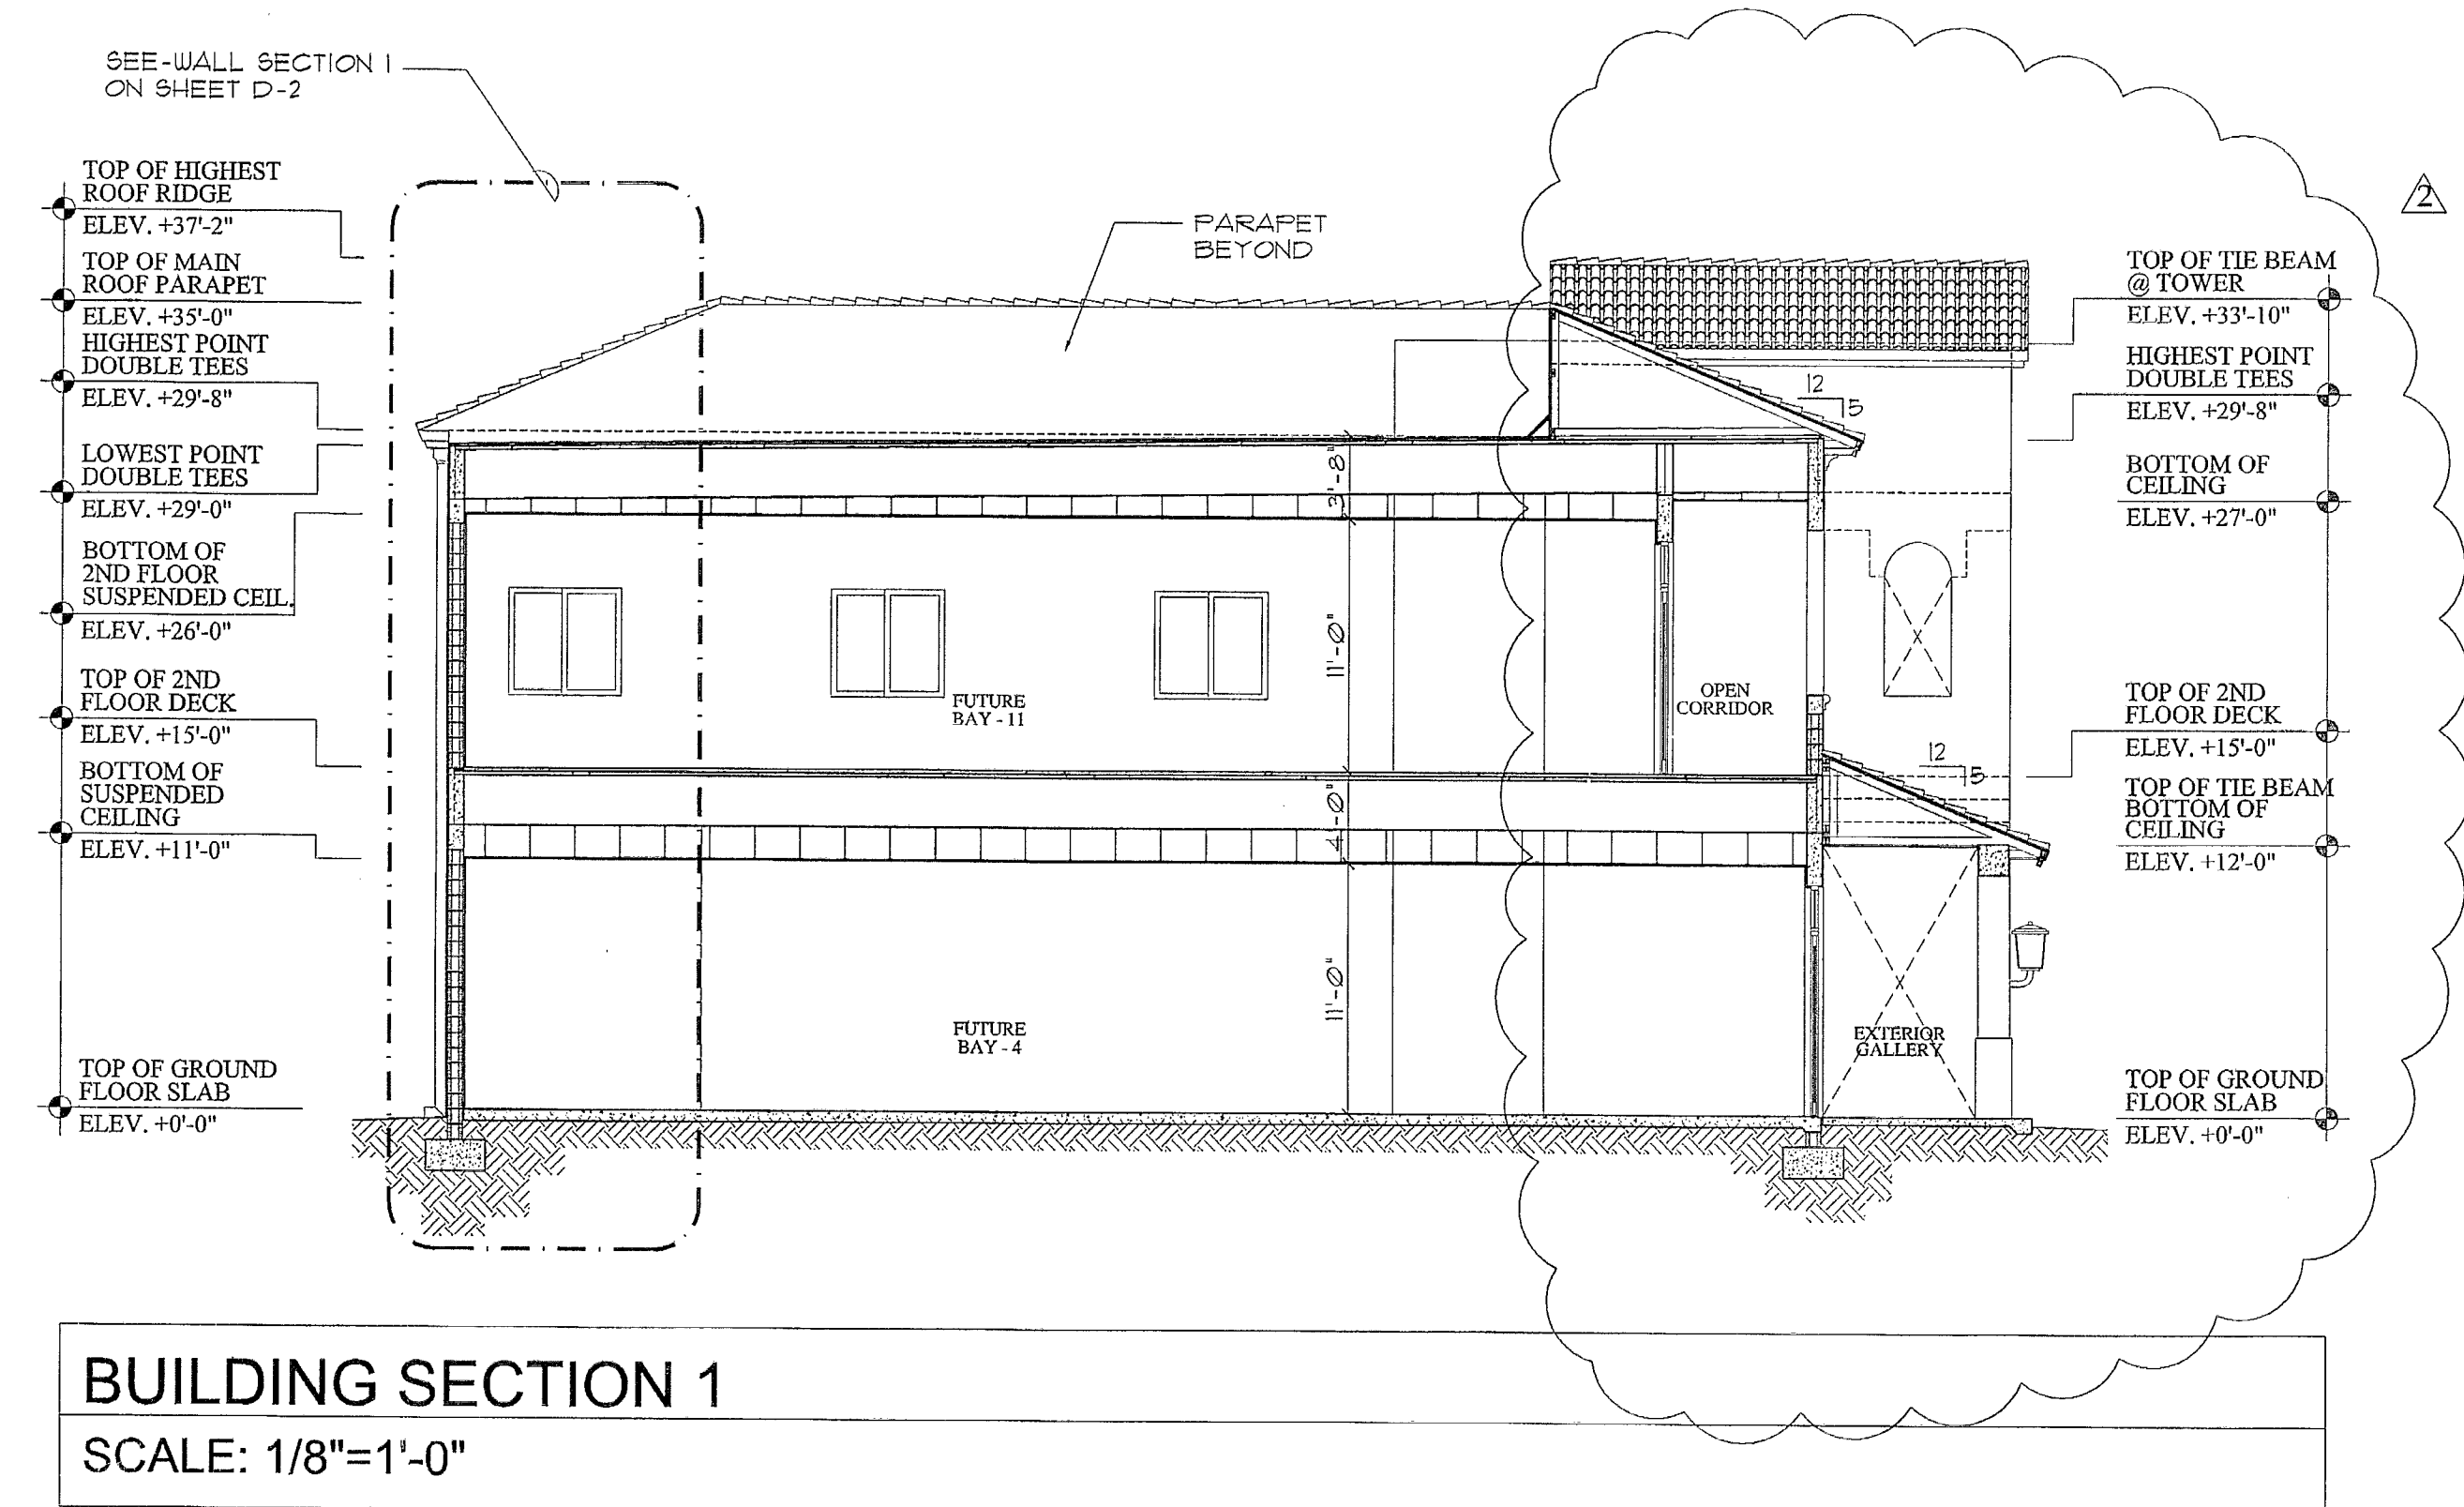 SEE-WALL SECTION 1
ON SHEET D-2
TOP OF HIGHEST
ROOF RIDGE
ELEV. +37'-2"
TOP OF MAIN
ROOF PARAPET
ELEV. +35'-0"
HIGHEST POINT
DOUBLE TEES
ELEV. +29'-8"
LOWEST POINT
DOUBLE TEES
ELEV. +29'-0"
BOTTOM OF
2ND FLOOR
SUSPENDED CEIL.
ELEV. +26'-0"
TOP OF 2ND
FLOOR DECK
ELEV. +15'-0"
BOTTOM OF
SUSPENDED
CEILING
ELEV. +11'-0"
TOP OF GROUND
FLOOR SLAB
ELEV. +0'-0"
PARAPET
BEYOND
12
5
3'-8"
11'-0"
FUTURE
BAY - 11
OPEN
CORRIDOR
12
5
4'-0"
11'-0"
FUTURE
BAY - 4
EXTERIOR
GALLERY
2
TOP OF TIE BEAM
@ TOWER
ELEV. +33'-10"
HIGHEST POINT
DOUBLE TEES
ELEV. +29'-8"
BOTTOM OF
CEILING
ELEV. +27'-0"
TOP OF 2ND
FLOOR DECK
ELEV. +15'-0"
TOP OF TIE BEAM
BOTTOM OF
CEILING
ELEV. +12'-0"
TOP OF GROUND
FLOOR SLAB
ELEV. +0'-0"
BUILDING SECTION 1
SCALE: 1/8"=1'-0"